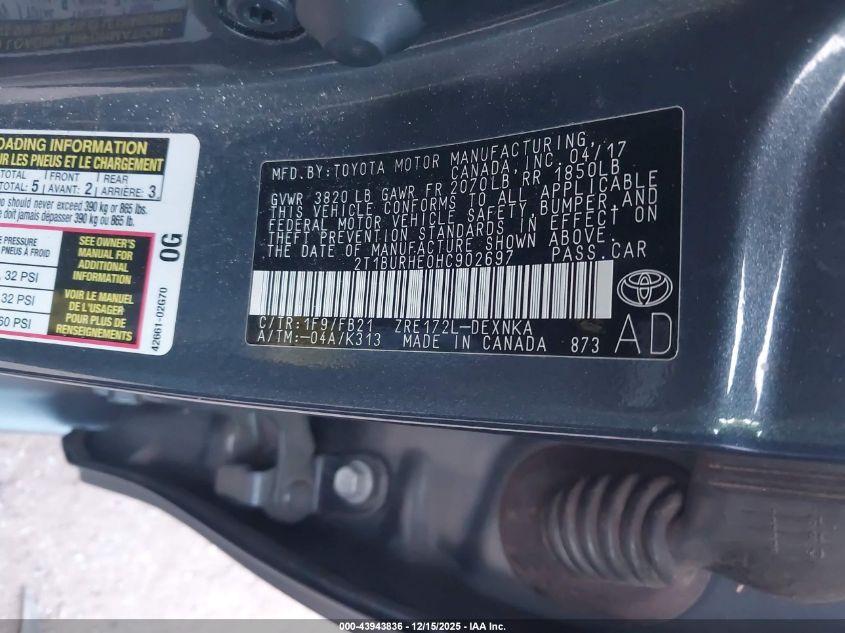 LOADING INFORMATION
SUR LES PNEUS ET LE CHARGEMENT
TOTAL: 5 FRONT AVANT: 2 REAR ARRIÈRE: 3
should never exceed 390 kg or 865 lbs.
doit jamais dépasser 390 kg ou 865 lb.
PRESSURE
PNEUS À FROID
32 PSI
32 PSI
60 PSI
SEE OWNER'S
MANUAL FOR
ADDITIONAL
INFORMATION
VOIR LE MANUEL
DE L'USAGER
POUR PLUS DE
RENSEIGNEMENTS
0G
42661-02G70
MFD.BY:TOYOTA MOTOR MANUFACTURING,
CANADA, INC. 04/17
GVWR 3820 LB GAWR FR 2070LB RR 1850LB
THIS VEHICLE CONFORMS TO ALL APPLICABLE
FEDERAL MOTOR VEHICLE SAFETY, BUMPER, AND
THEFT PREVENTION STANDARDS IN EFFECT ON
THE DATE OF MANUFACTURE SHOWN ABOVE.
2T1BURHE0HC902697 PASS.CAR
C/TR:1F9/FB21 ZRE172L-DEXNKA
A/TM:-04A/K313 MADE IN CANADA 873
AD
000-43943836 - 12/15/2025 - IAA Inc.